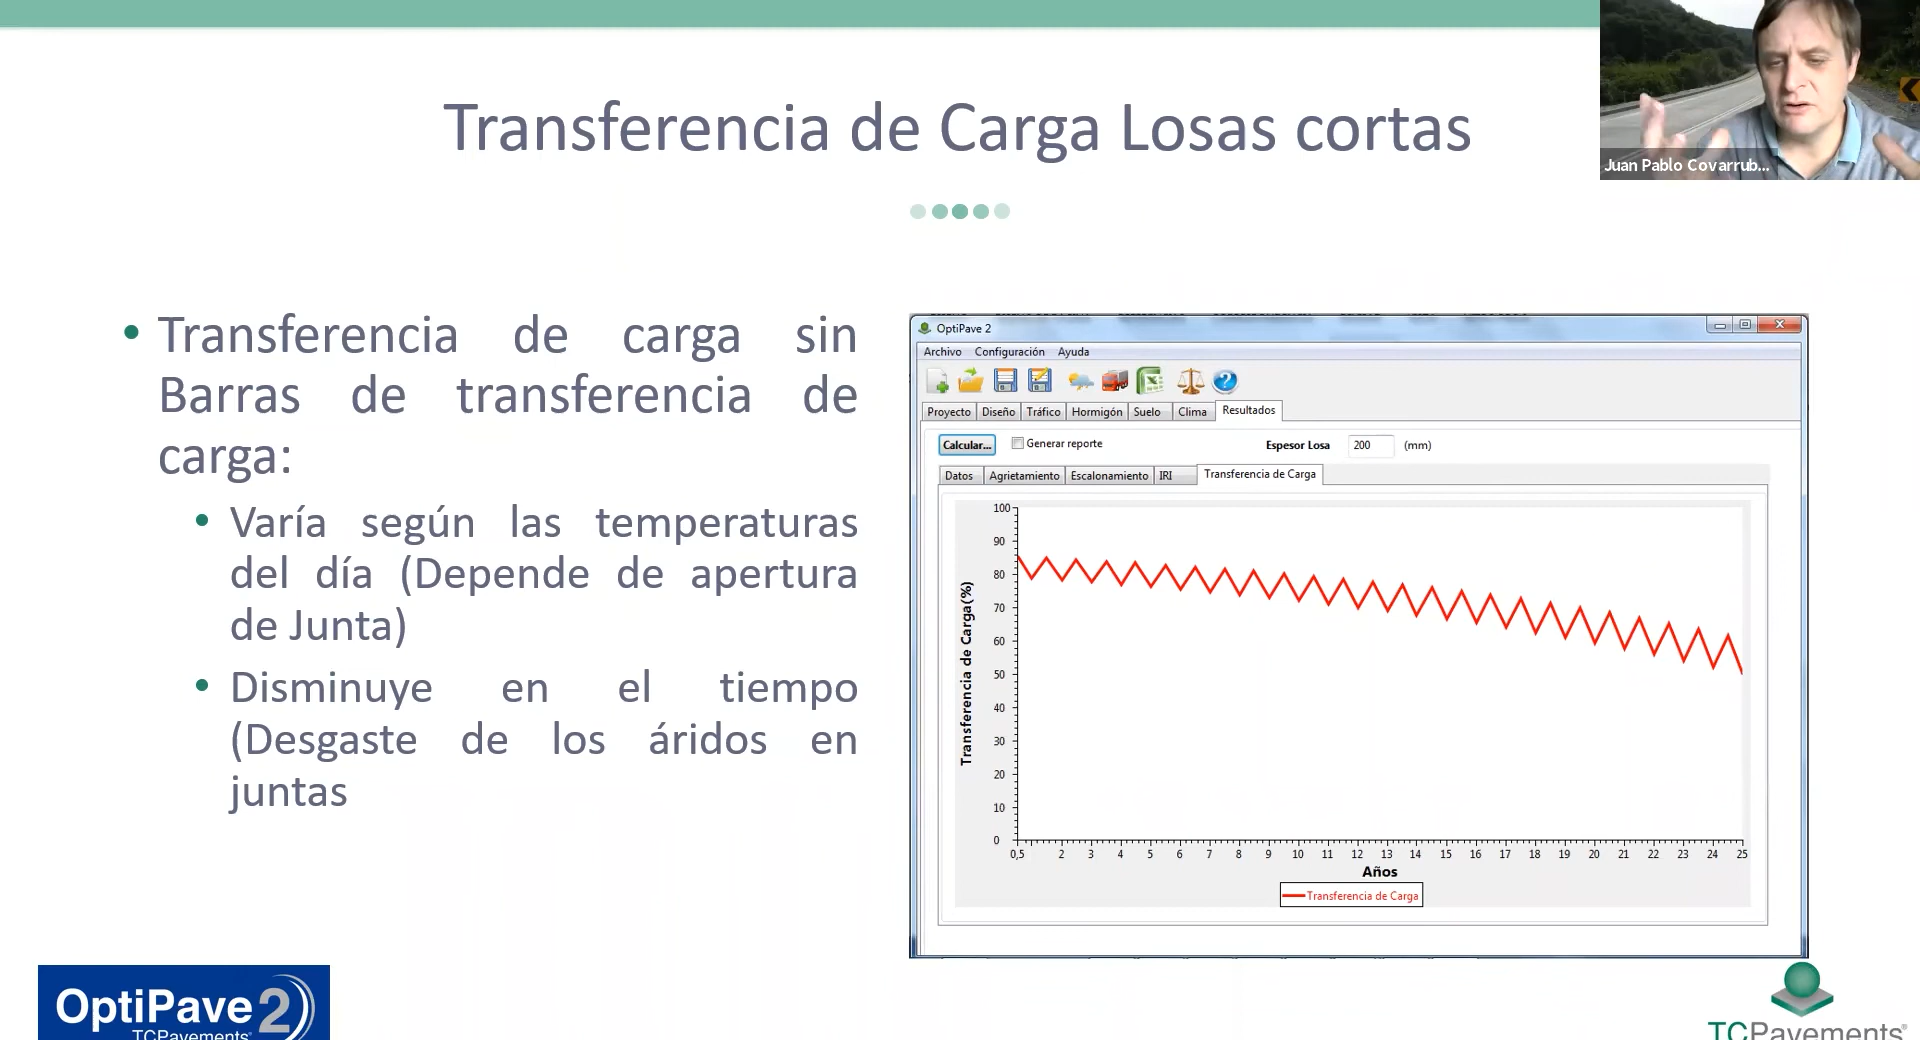 Transferencia de Carga Losas cortas
Juan Pablo Covarrub...
• Transferencia de carga sin
Barras de transferencia de
carga:
• Varía según las temperaturas
del día (Depende de apertura
de Junta)
• Disminuye en el tiempo
(Desgaste de los áridos en
juntas
OptiPave 2
Archivo Configuración Ayuda
Proyecto Diseño Tráfico Hormigón Suelo Clima Resultados
Calcular... Generar reporte Espesor Losa 200 (mm)
Datos Agrietamiento Escalonamiento IRI Transferencia de Carga
Transferencia de Carga(%)
100
90
80
70
60
50
40
30
20
10
0
0,5 2 3 4 5 6 7 8 9 10 11 12 13 14 15 16 17 18 19 20 21 22 23 24 25
Años
Transferencia de Carga
OptiPave 2
TCPavements
TCPavements®